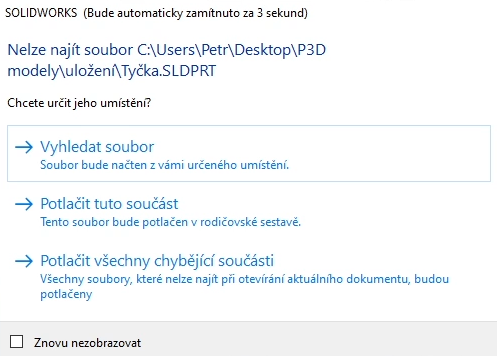 SOLIDWORKS (Bude automaticky zamítnuto za 3 sekund)
Nelze najít soubor C:\Users\Petr\Desktop\P3D
modely\uložení\Tyčka.SLDPRT
Chcete určit jeho umístění?
Vyhledat soubor
Soubor bude načten z vámi určeného umístění.
Potlačit tuto součást
Tento soubor bude potlačen v rodičovské sestavě.
Potlačit všechny chybějící součásti
Všechny soubory, které nelze najít při otevírání aktuálního dokumentu, budou
potlačeny
Znovu nezobrazovat